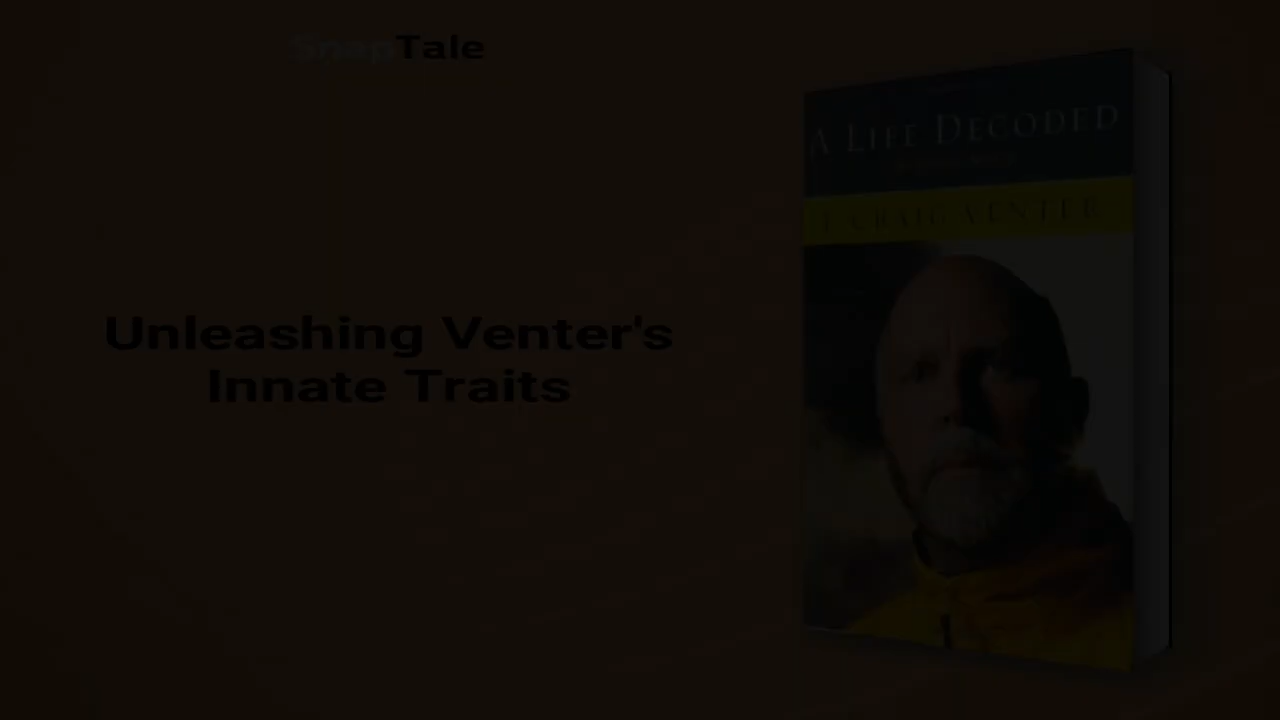 SnapTale
A LIFE DECODED
J. CRAIG VENTER
Unleashing Venter's
Innate Traits